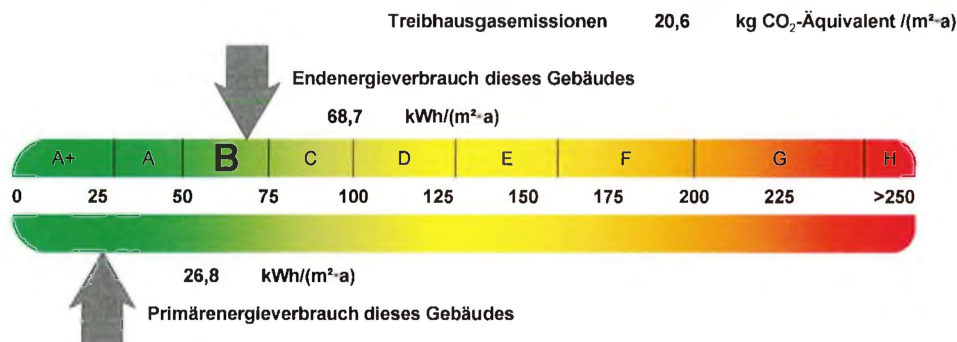 Treibhausgasemissionen 20,6 kg CO₂-Äquivalent /(m²·a)
Endenergieverbrauch dieses Gebäudes
68,7 kWh/(m²·a)
A+ A B C D E F G H
0 25 50 75 100 125 150 175 200 225 >250
26,8 kWh/(m²·a)
Primärenergieverbrauch dieses Gebäudes